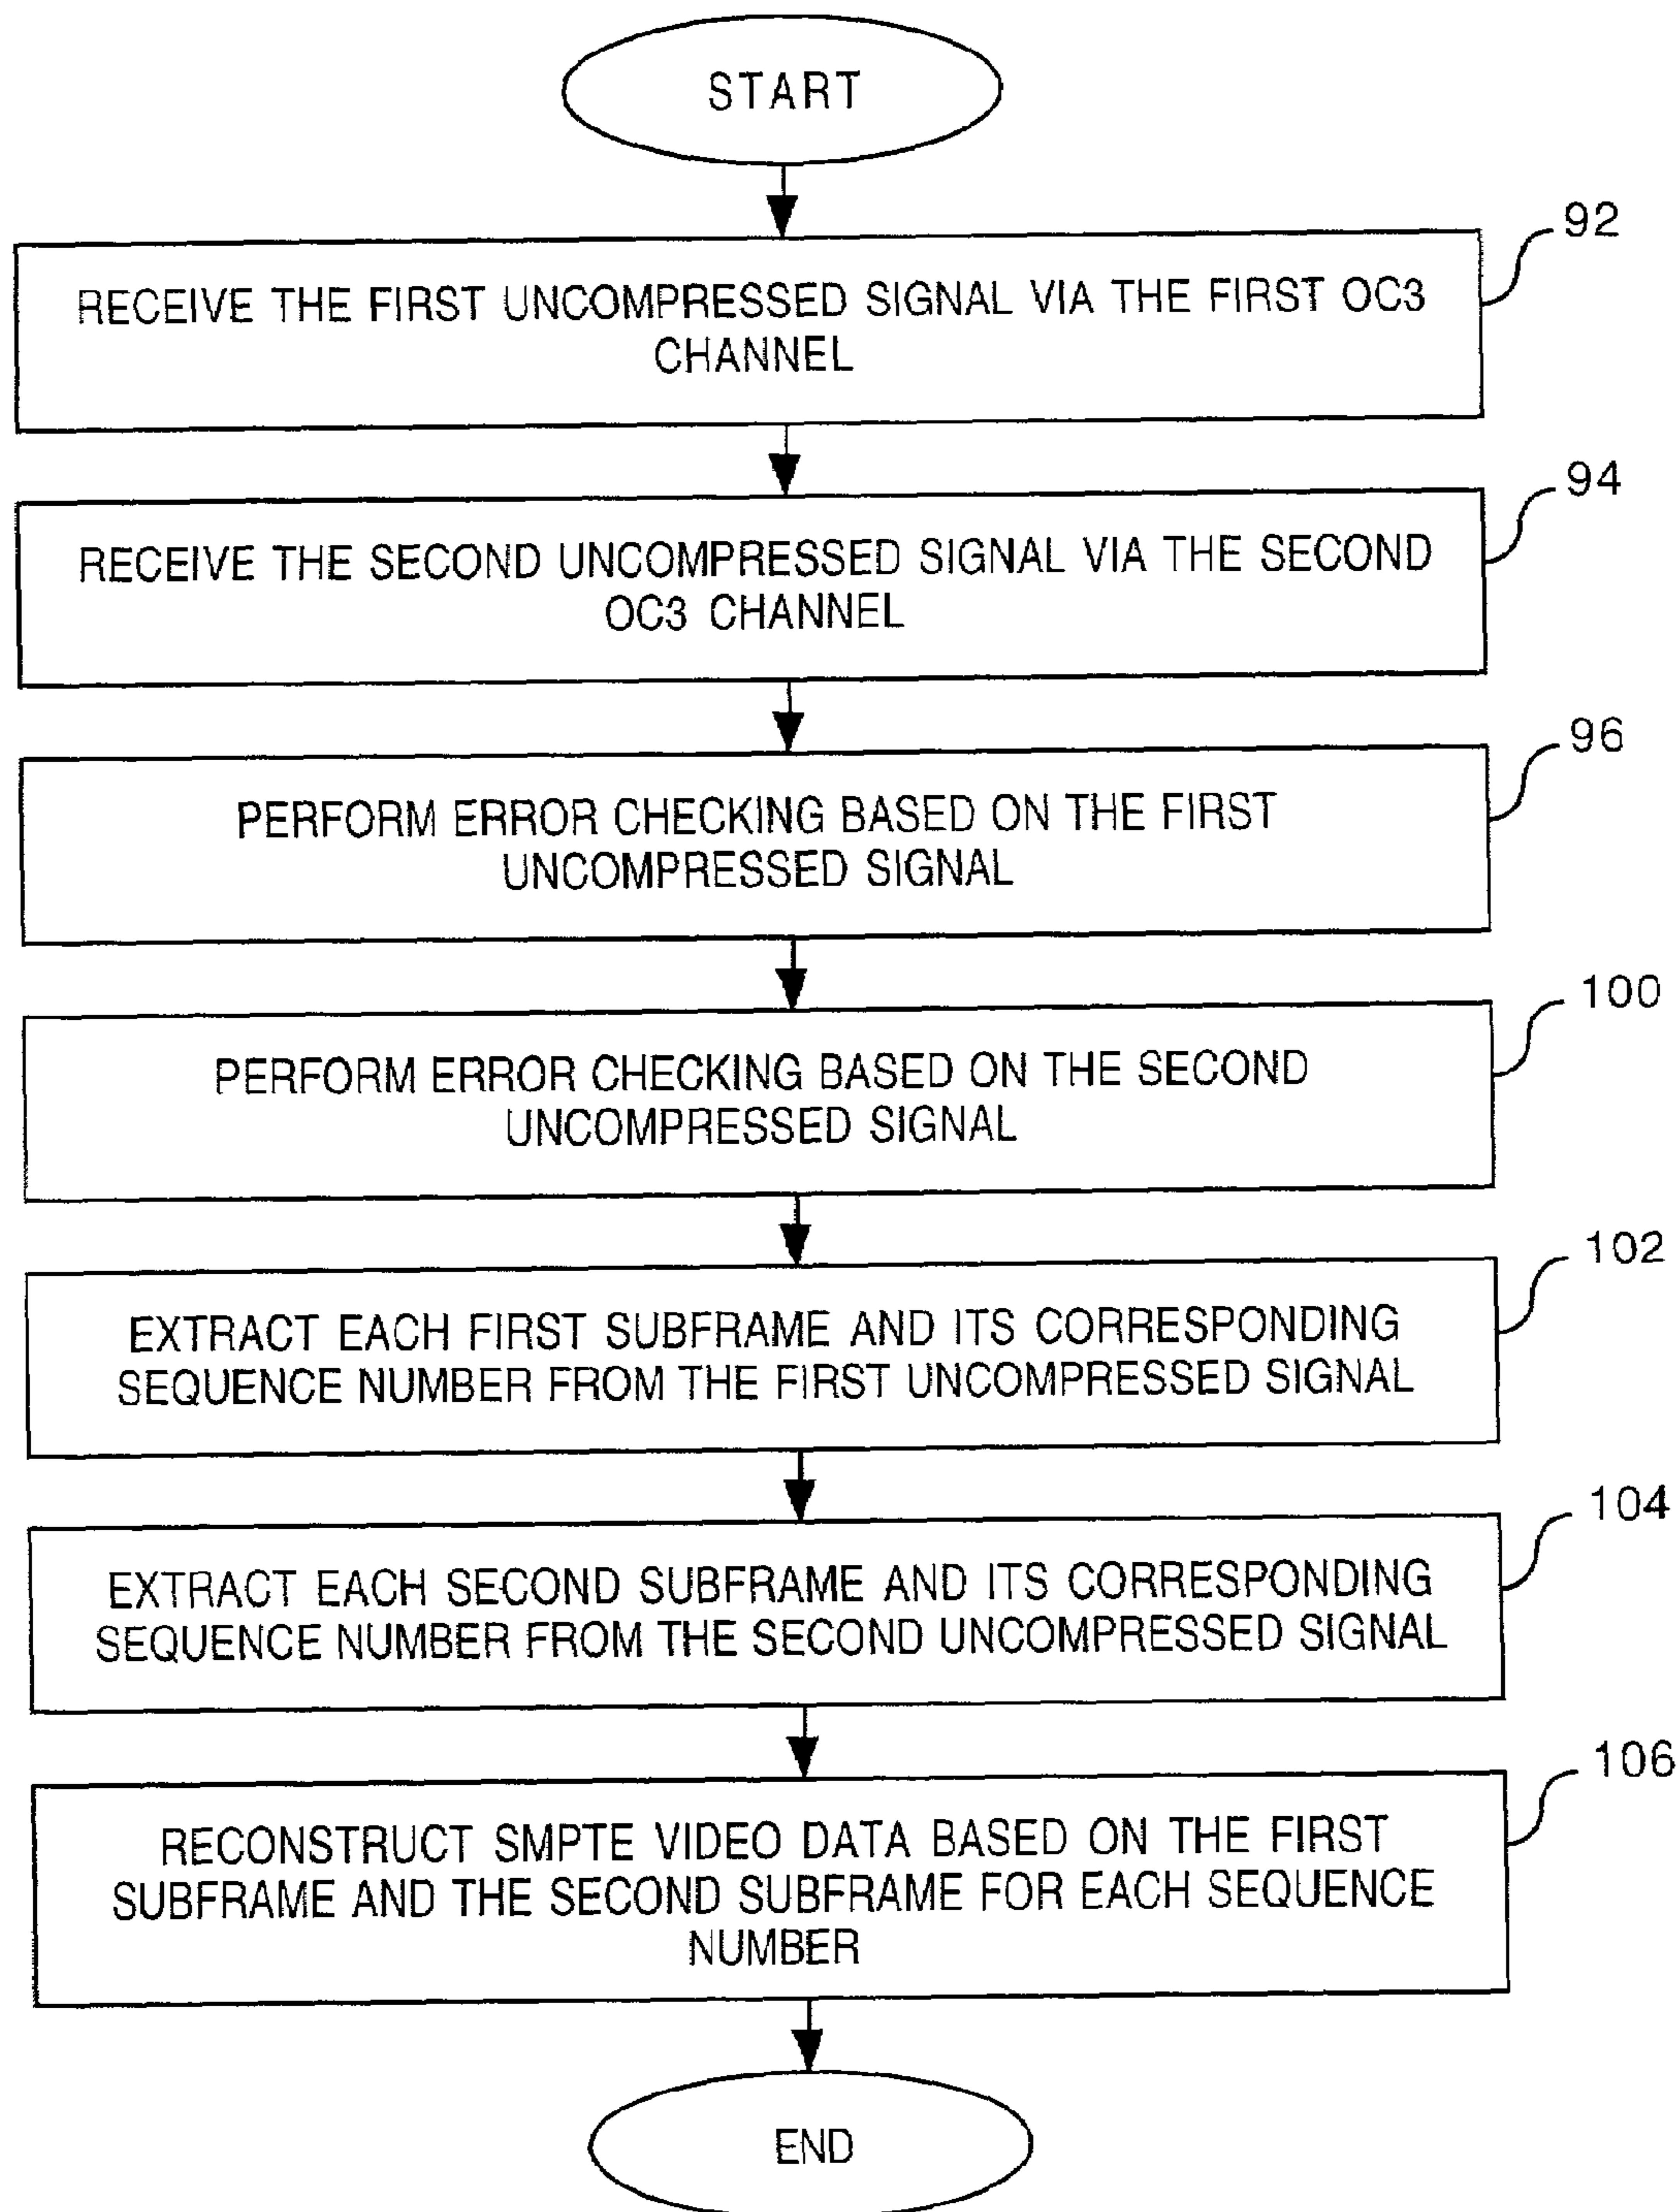 START
92
RECEIVE THE FIRST UNCOMPRESSED SIGNAL VIA THE FIRST OC3
CHANNEL
94
RECEIVE THE SECOND UNCOMPRESSED SIGNAL VIA THE SECOND
OC3 CHANNEL
96
PERFORM ERROR CHECKING BASED ON THE FIRST
UNCOMPRESSED SIGNAL
100
PERFORM ERROR CHECKING BASED ON THE SECOND
UNCOMPRESSED SIGNAL
102
EXTRACT EACH FIRST SUBFRAME AND ITS CORRESPONDING
SEQUENCE NUMBER FROM THE FIRST UNCOMPRESSED SIGNAL
104
EXTRACT EACH SECOND SUBFRAME AND ITS CORRESPONDING
SEQUENCE NUMBER FROM THE SECOND UNCOMPRESSED SIGNAL
106
RECONSTRUCT SMPTE VIDEO DATA BASED ON THE FIRST
SUBFRAME AND THE SECOND SUBFRAME FOR EACH SEQUENCE
NUMBER
END